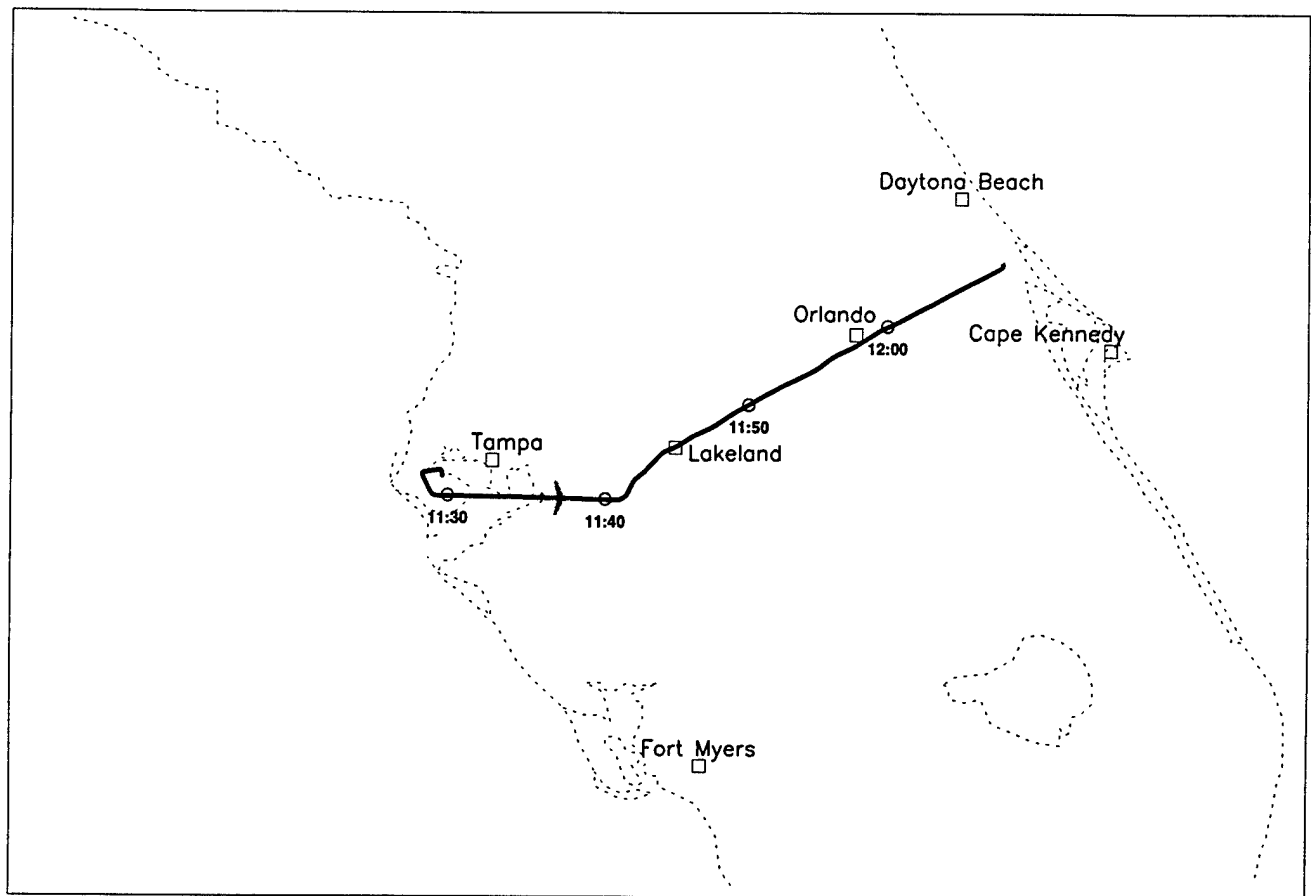 Daytona Beach
Orlando
12:00
Cape Kennedy
11:50
Tampa
Lakeland
11:30
11:40
Fort Myers